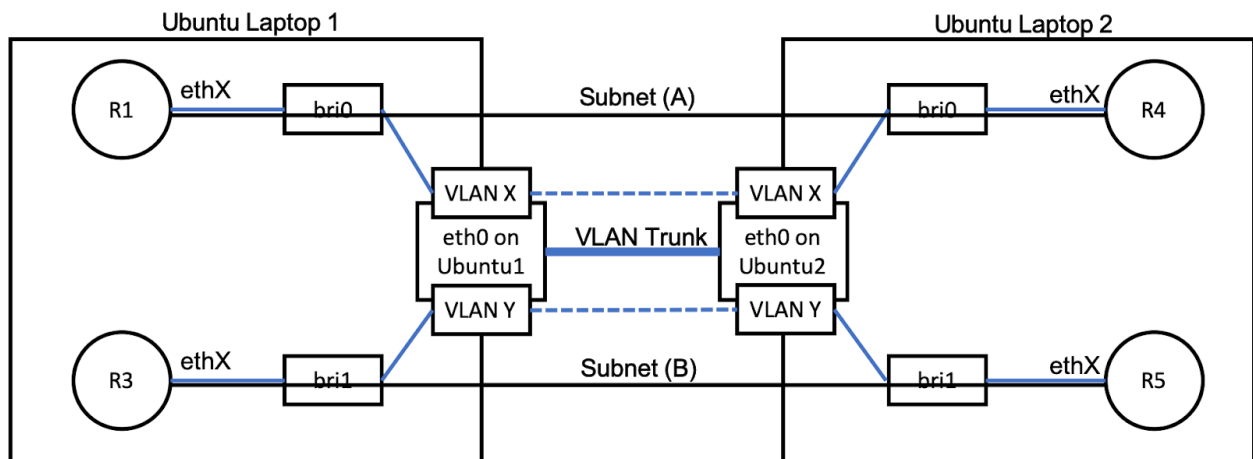 Ubuntu Laptop 1
Ubuntu Laptop 2
R1
ethX
bri0
Subnet (A)
bri0
ethX
R4
VLAN X
VLAN X
eth0 on
Ubuntu1
VLAN Trunk
eth0 on
Ubuntu2
VLAN Y
VLAN Y
R3
ethX
bri1
Subnet (B)
bri1
ethX
R5